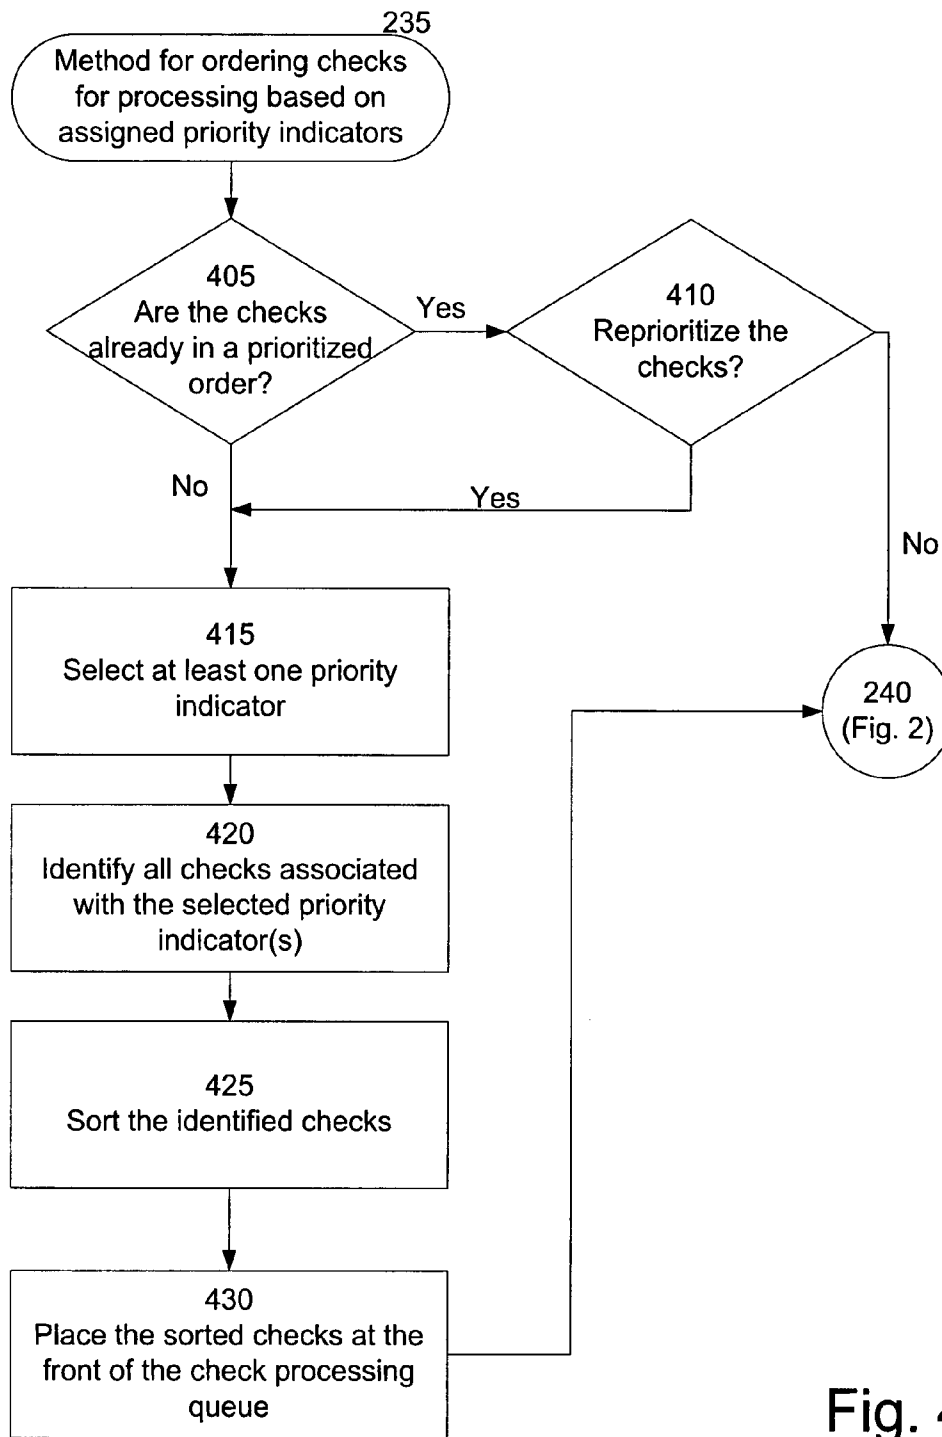 235
Method for ordering checks
for processing based on
assigned priority indicators
405
Are the checks
already in a prioritized
order?
Yes
410
Reprioritize the
checks?
No
Yes
No
415
Select at least one priority
indicator
240
(Fig. 2)
420
Identify all checks associated
with the selected priority
indicator(s)
425
Sort the identified checks
430
Place the sorted checks at the
front of the check processing
queue
Fig.